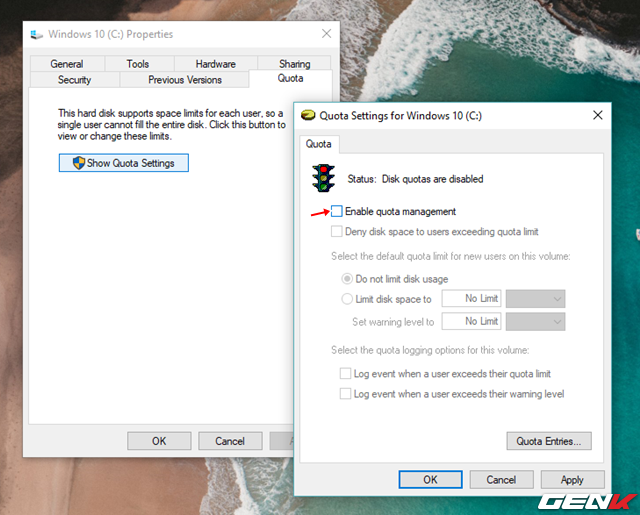 Windows 10 (C:) Properties
General
Tools
Hardware
Sharing
Security
Previous Versions
Quota
This hard disk supports space limits for each user, so a
single user cannot fill the entire disk. Click this button to
view or change these limits.
Show Quota Settings
OK
Cancel
Quota Settings for Windows 10 (C:)
Quota
Status: Disk quotas are disabled
Enable quota management
Deny disk space to users exceeding quota limit
Select the default quota limit for new users on this volume:
Do not limit disk usage
Limit disk space to No Limit
Set warning level to No Limit
Select the quota logging options for this volume:
Log event when a user exceeds their quota limit
Log event when a user exceeds their warning level
Quota Entries...
OK
Cancel
Apply
GENK